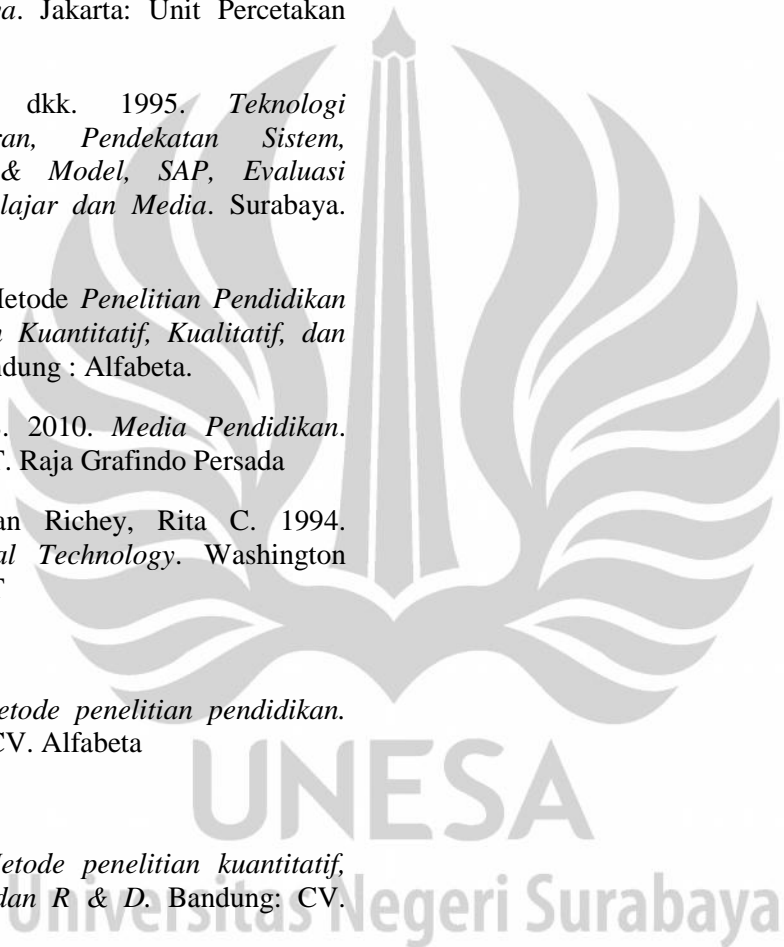 a. Jakarta: Unit Percetakan
dkk. 1995. Teknologi
ran, Pendekatan Sistem,
& Model, SAP, Evaluasi
lajar dan Media. Surabaya.
Metode Penelitian Pendidikan
n Kuantitatif, Kualitatif, dan
ndung : Alfabeta.
. 2010. Media Pendidikan.
T. Raja Grafindo Persada
an Richey, Rita C. 1994.
al Technology. Washington
T
etode penelitian pendidikan.
CV. Alfabeta
UNESA
etode penelitian kuantitatif,
dan R & D. Bandung: CV.
Universitas Negeri Surabaya